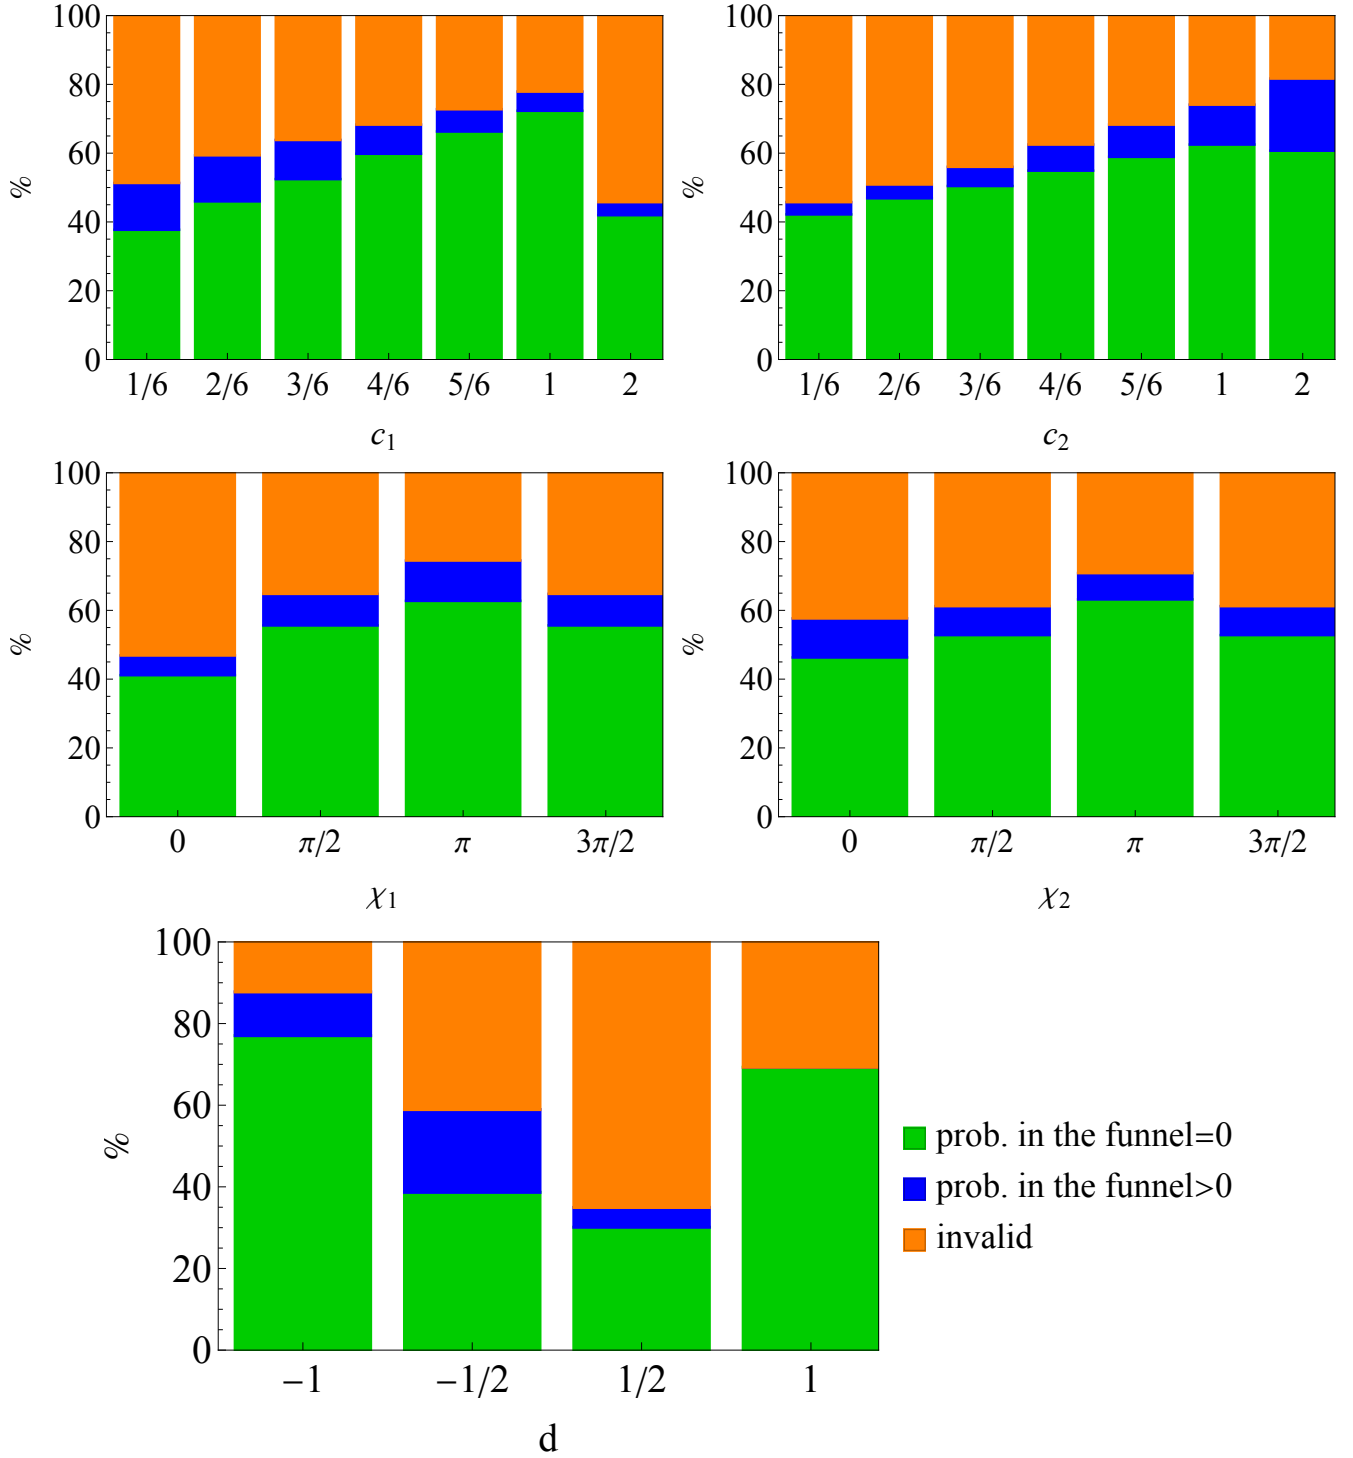 100
80
60
40
20
0
%
1/6 2/6 3/6 4/6 5/6 1 2
c₁
100
80
60
40
20
0
%
1/6 2/6 3/6 4/6 5/6 1 2
c₂
100
80
60
40
20
0
%
0 π/2 π 3π/2
χ₁
100
80
60
40
20
0
%
0 π/2 π 3π/2
χ₂
100
80
60
40
20
0
%
−1 −1/2 1/2 1
d
prob. in the funnel=0
prob. in the funnel>0
invalid